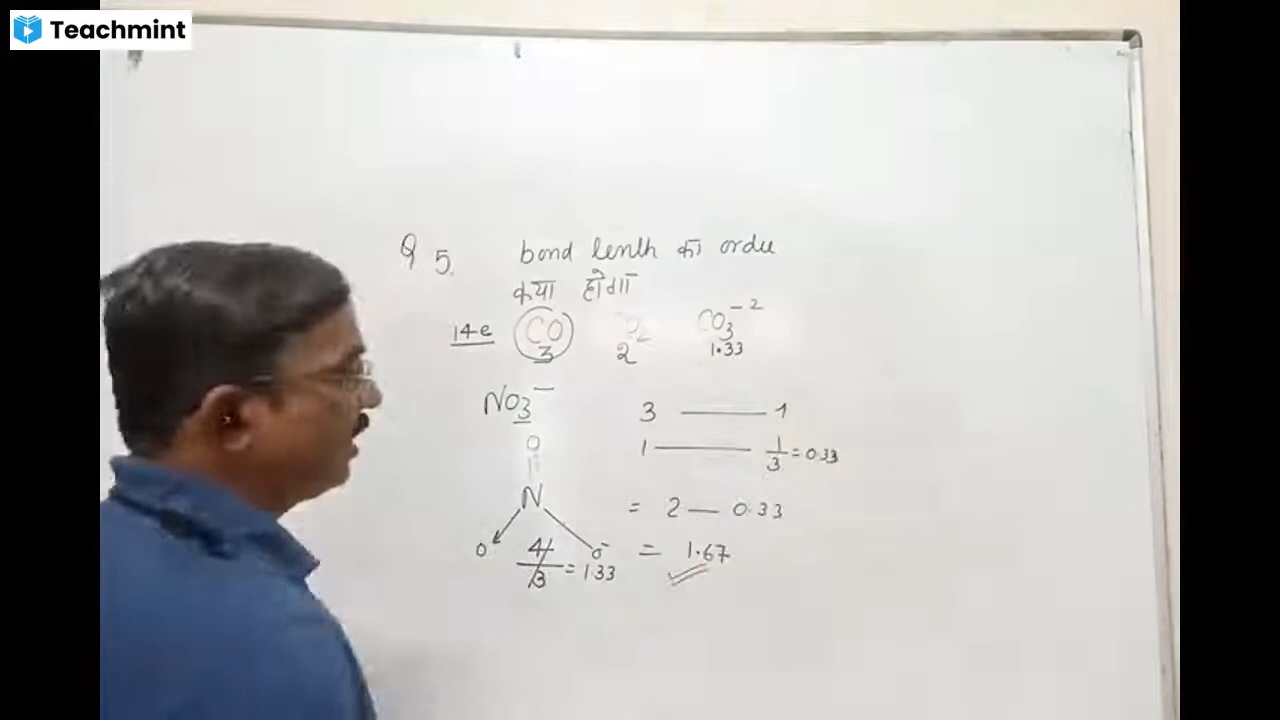 Teachmint
Q 5. bond lenth का order
क्या होगा
14e CO CO₃⁻²
3 2 1.33
NO₃⁻ 3 — 1
O 1 — 1/3 = 0.33
N = 2 — 0.33
O O⁻ = 1.67
4/3 = 1.33